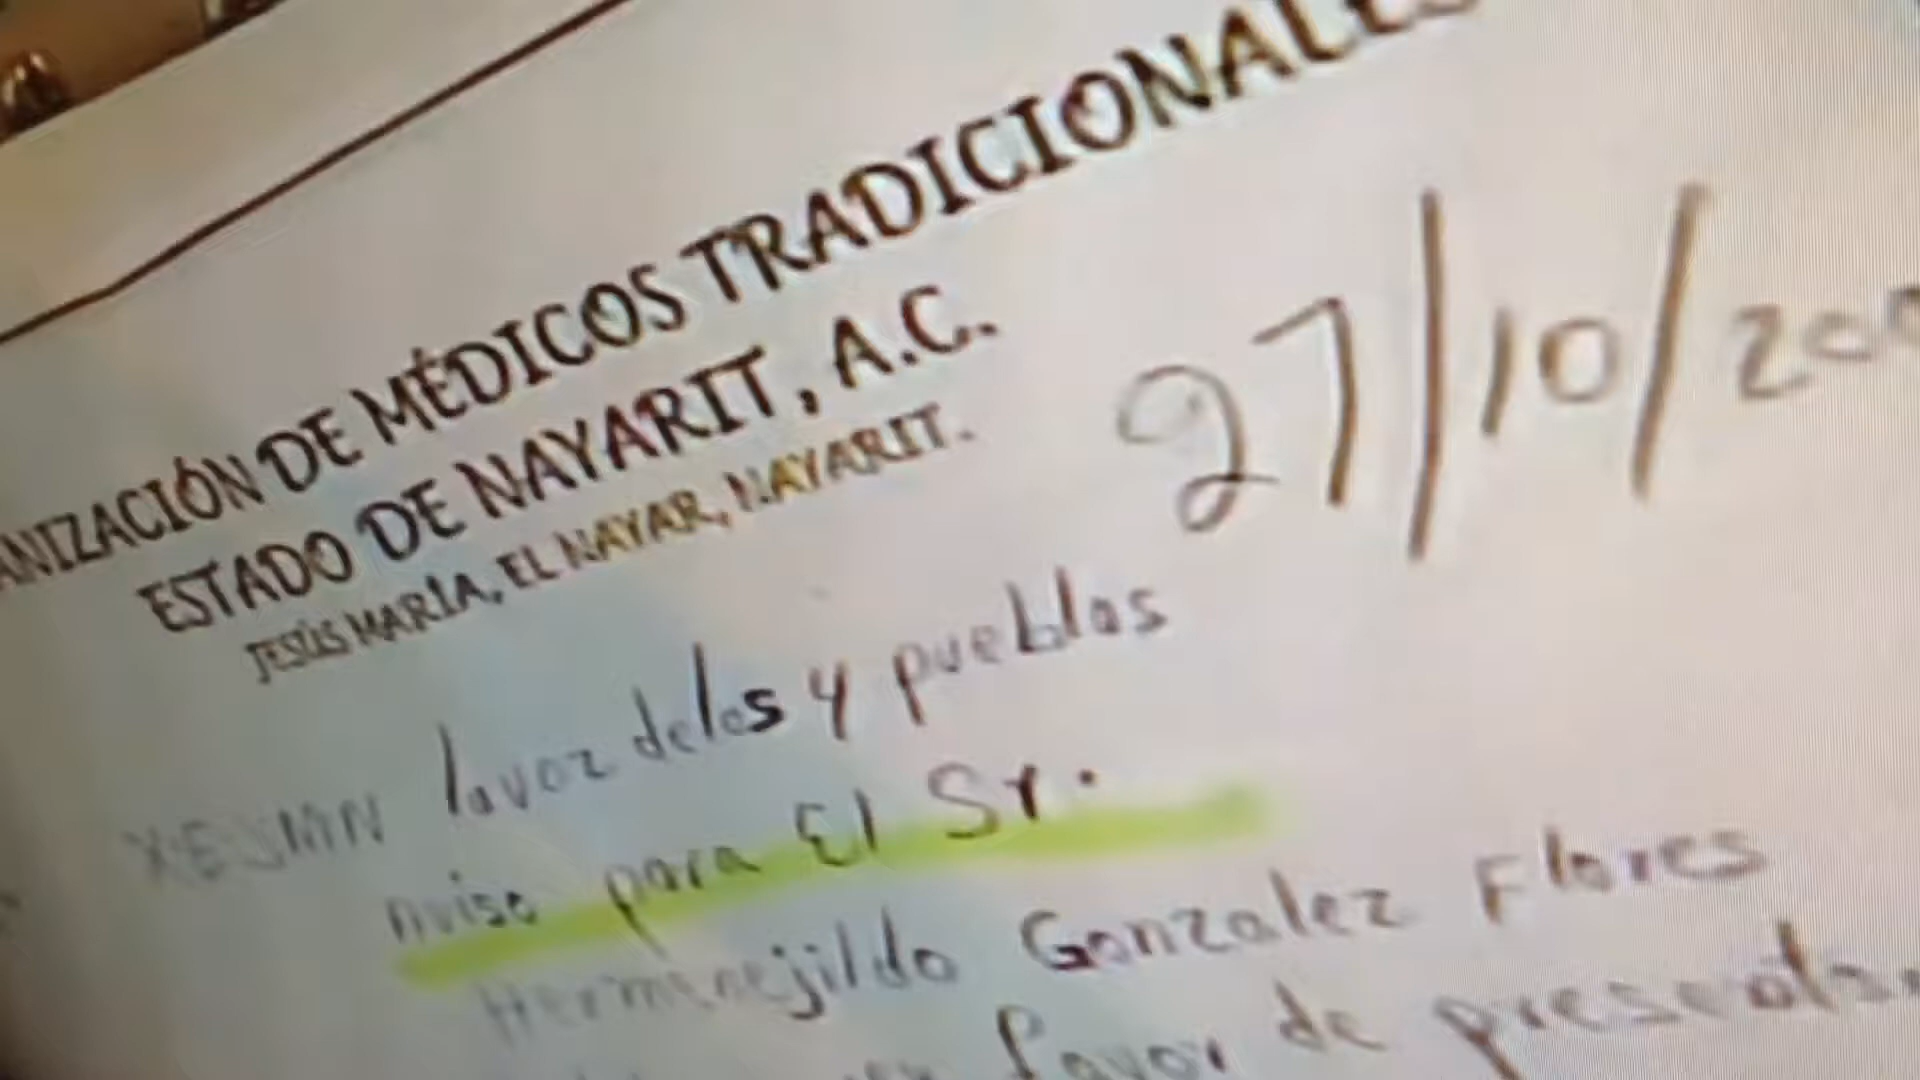 ANIZACIÓN DE MÉDICOS TRADICIONALES
ESTADO DE NAYARIT, A.C.
JESÚS MARÍA, EL NAYAR, NAYARIT.
27/10/200
XEJMN lavoz delos y pueblos
Aviso para El Sr.
Hermenejildo Gonzalez Flores
favor de presenta